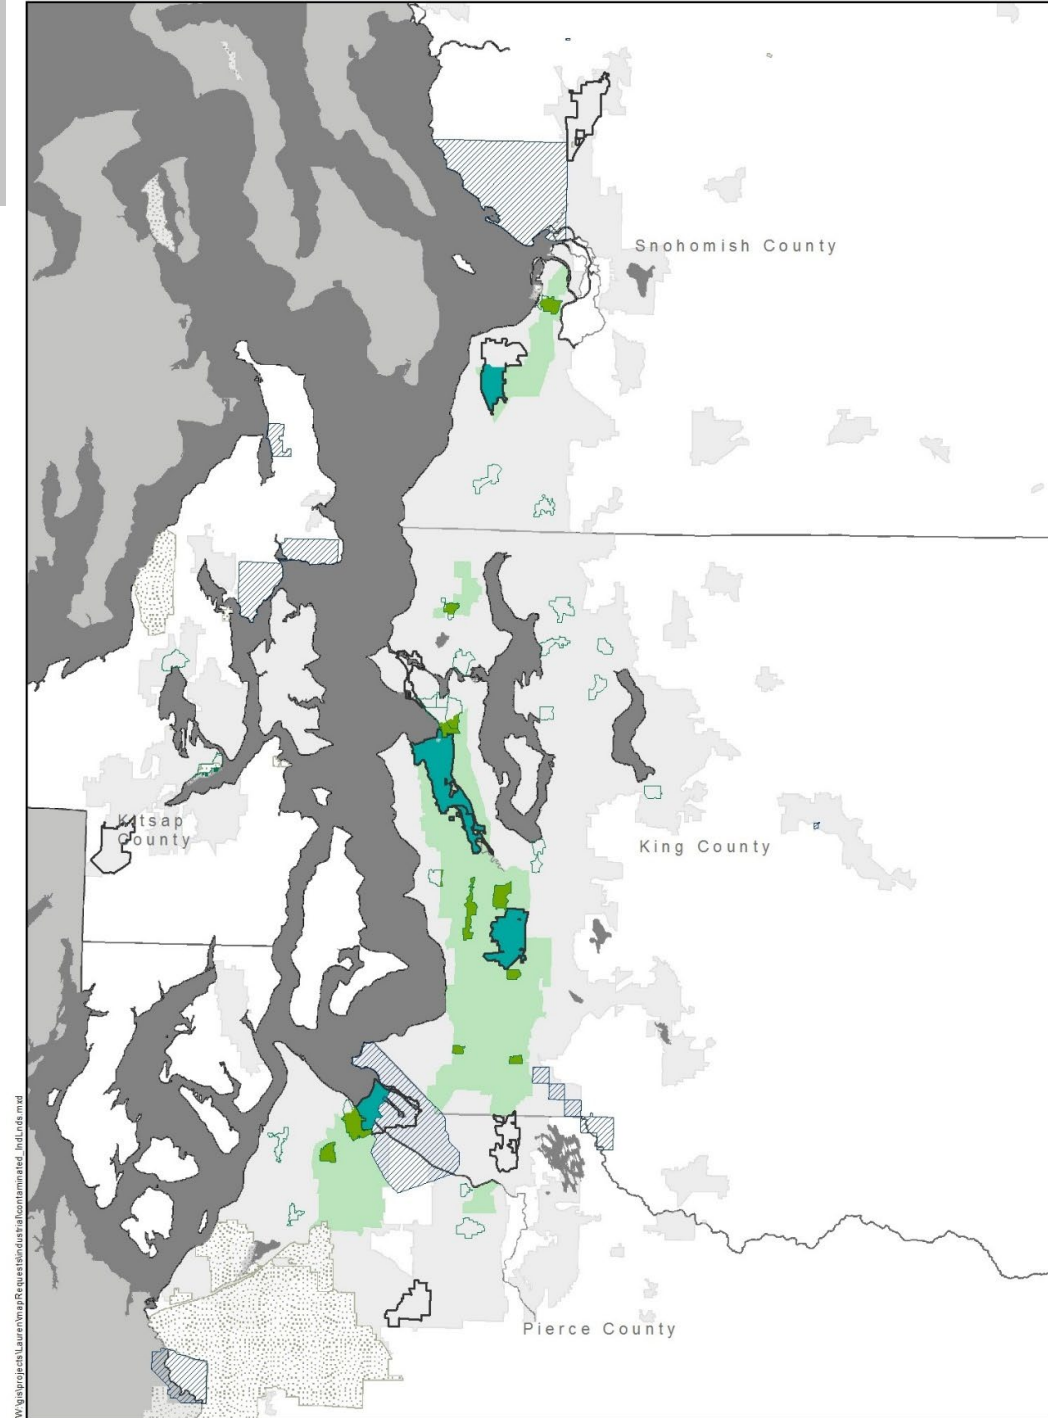 Snohomish County
Kitsap
County
King County
Pierce County
W:\gis\projects\Lauren\mapRequests\industrial\contaminated_IndLnds.mxd